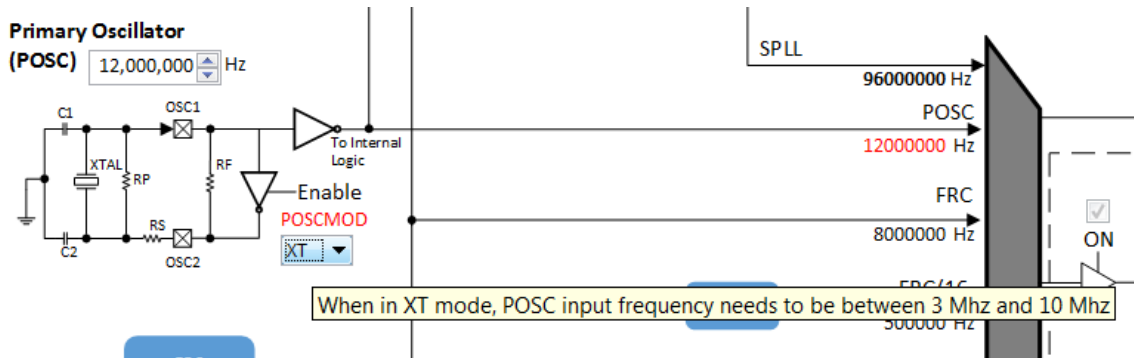 Primary Oscillator
(POSC) 12,000,000 Hz
SPLL
96000000 Hz
C1
OSC1
POSC
To Internal
Logic
12000000 Hz
XTAL
RP
RF
Enable
FRC
POSCMOD
RS
8000000 Hz
C2
OSC2
XT
ON
FRC/16
When in XT mode, POSC input frequency needs to be between 3 Mhz and 10 Mhz
500000 Hz